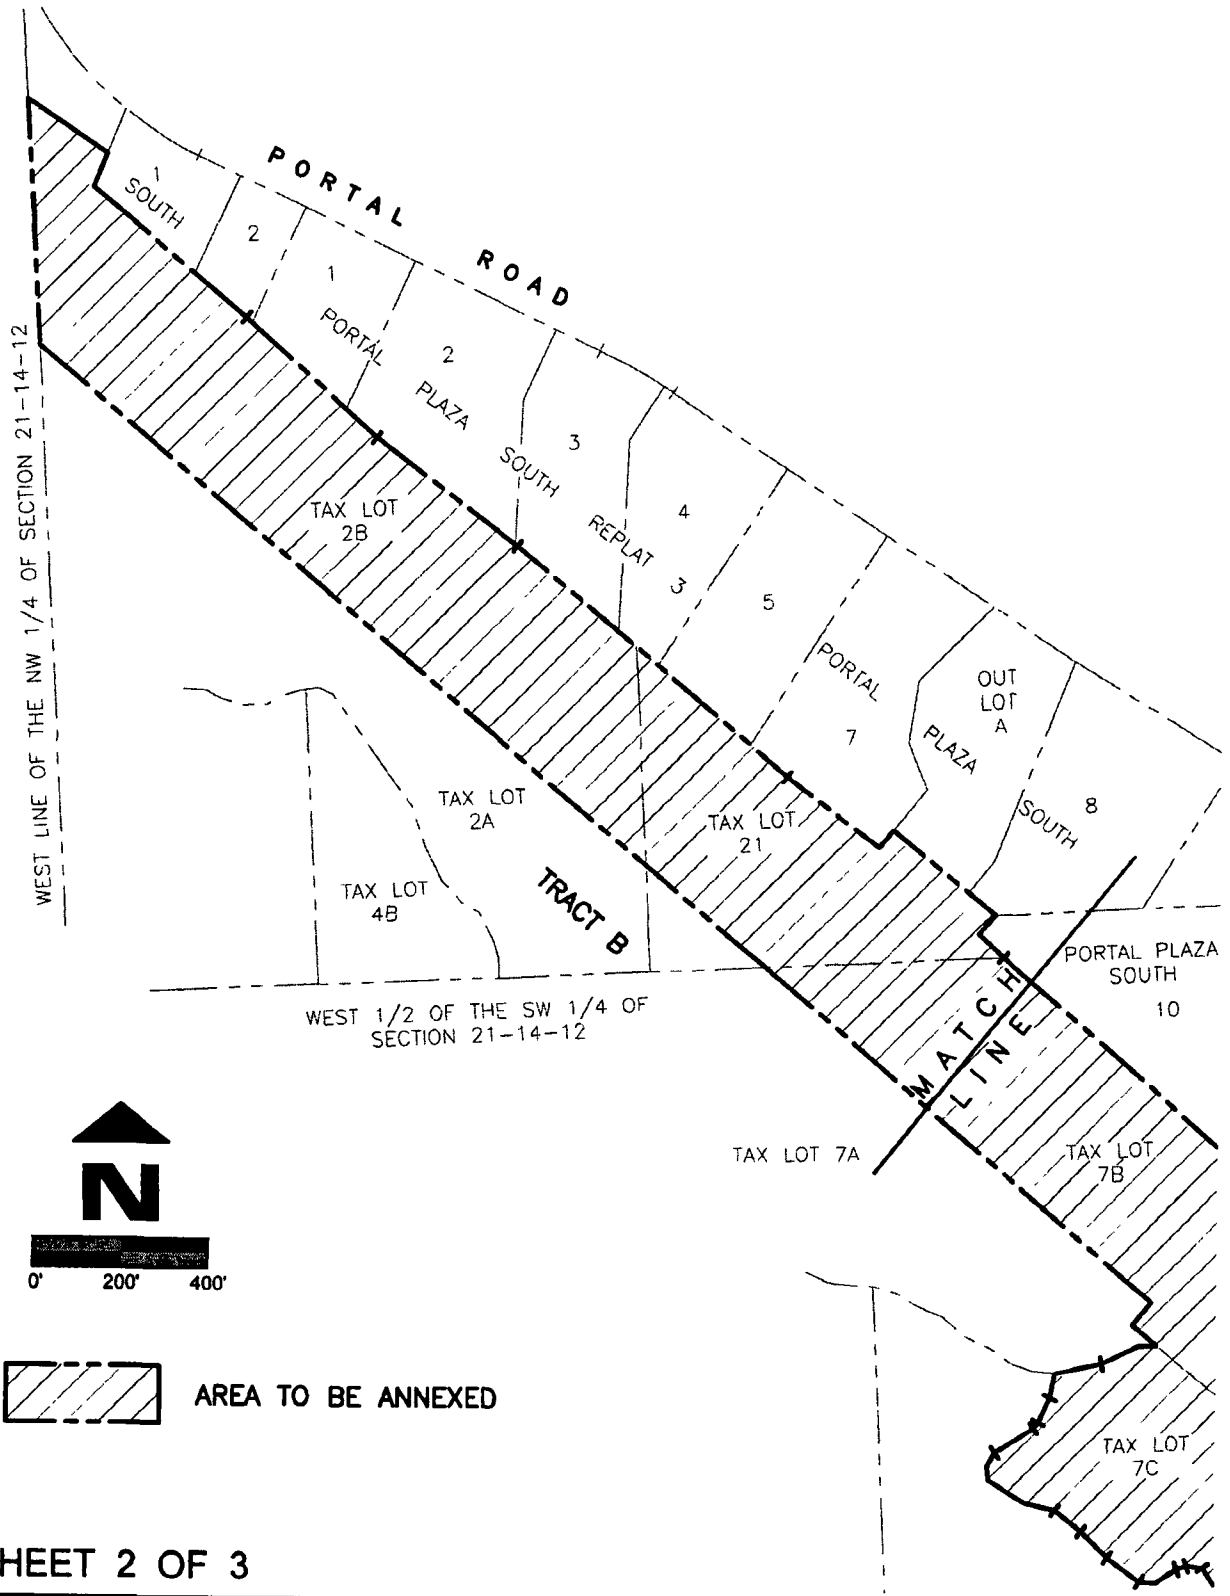 PORTAL ROAD
1
SOUTH
2
1
PORTAL
2
PLAZA
3
SOUTH
4
REPLAT
3
5
PORTAL
7
OUT
LOT
A
PLAZA
8
SOUTH
WEST LINE OF THE NW 1/4 OF SECTION 21-14-12
TAX LOT
2B
TAX LOT
2A
TAX LOT
21
TAX LOT
4B
TRACT B
PORTAL PLAZA
SOUTH
10
WEST 1/2 OF THE SW 1/4 OF
SECTION 21-14-12
MATCH
LINE
TAX LOT 7A
TAX LOT
7B
N
0' 200' 400'
AREA TO BE ANNEXED
TAX LOT
7C
HEET 2 OF 3